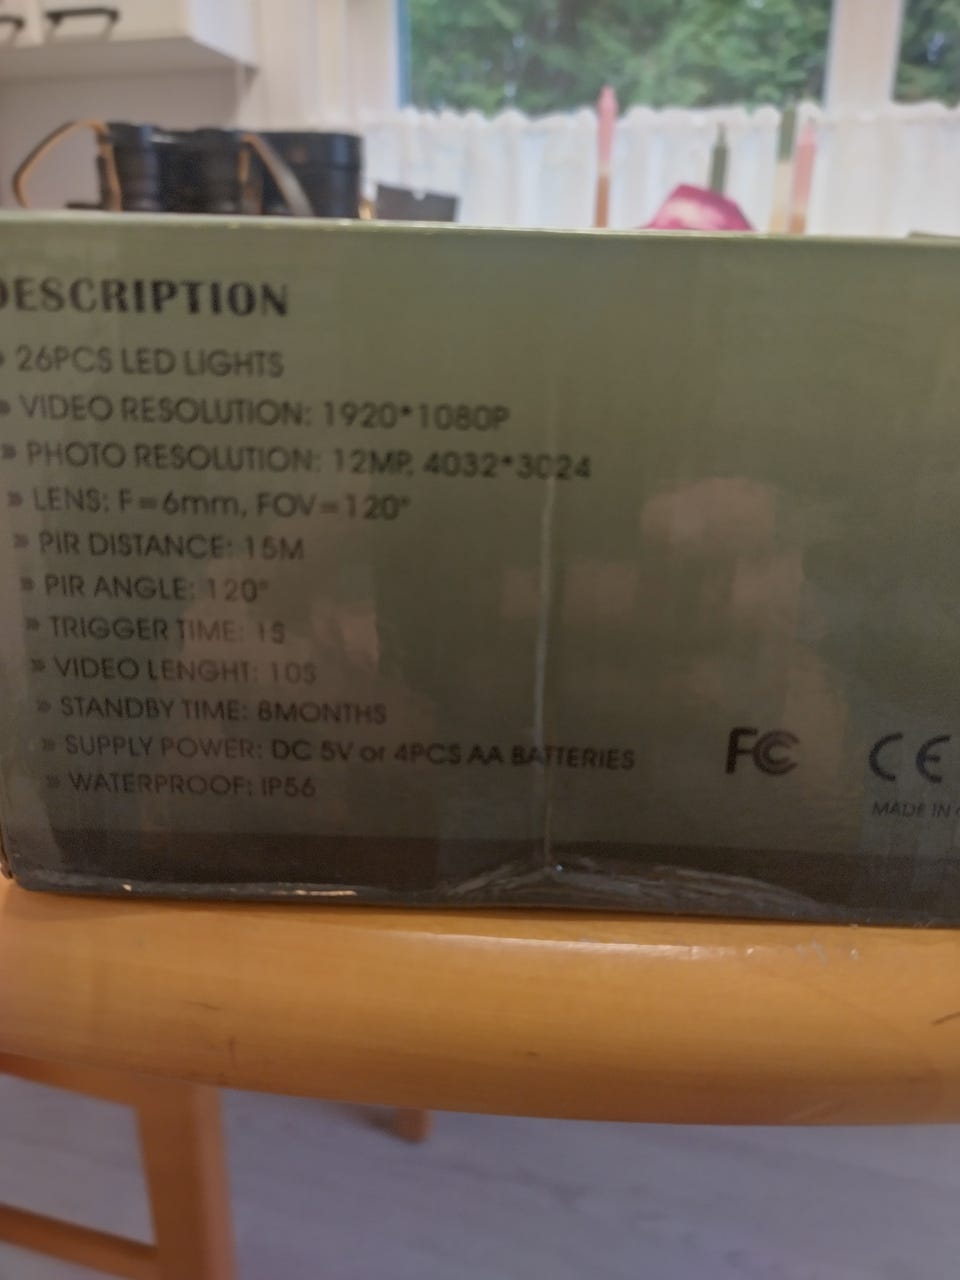 DESCRIPTION
» 26PCS LED LIGHTS
» VIDEO RESOLUTION: 1920*1080P
» PHOTO RESOLUTION: 12MP, 4032*3024
» LENS: F=6mm, FOV=120°
» PIR DISTANCE: 15M
» PIR ANGLE: 120°
» TRIGGER TIME: 1S
» VIDEO LENGHT: 10S
» STANDBY TIME: 8MONTHS
» SUPPLY POWER: DC 5V or 4PCS AA BATTERIES
» WATERPROOF: IP56
FC CE
MADE IN